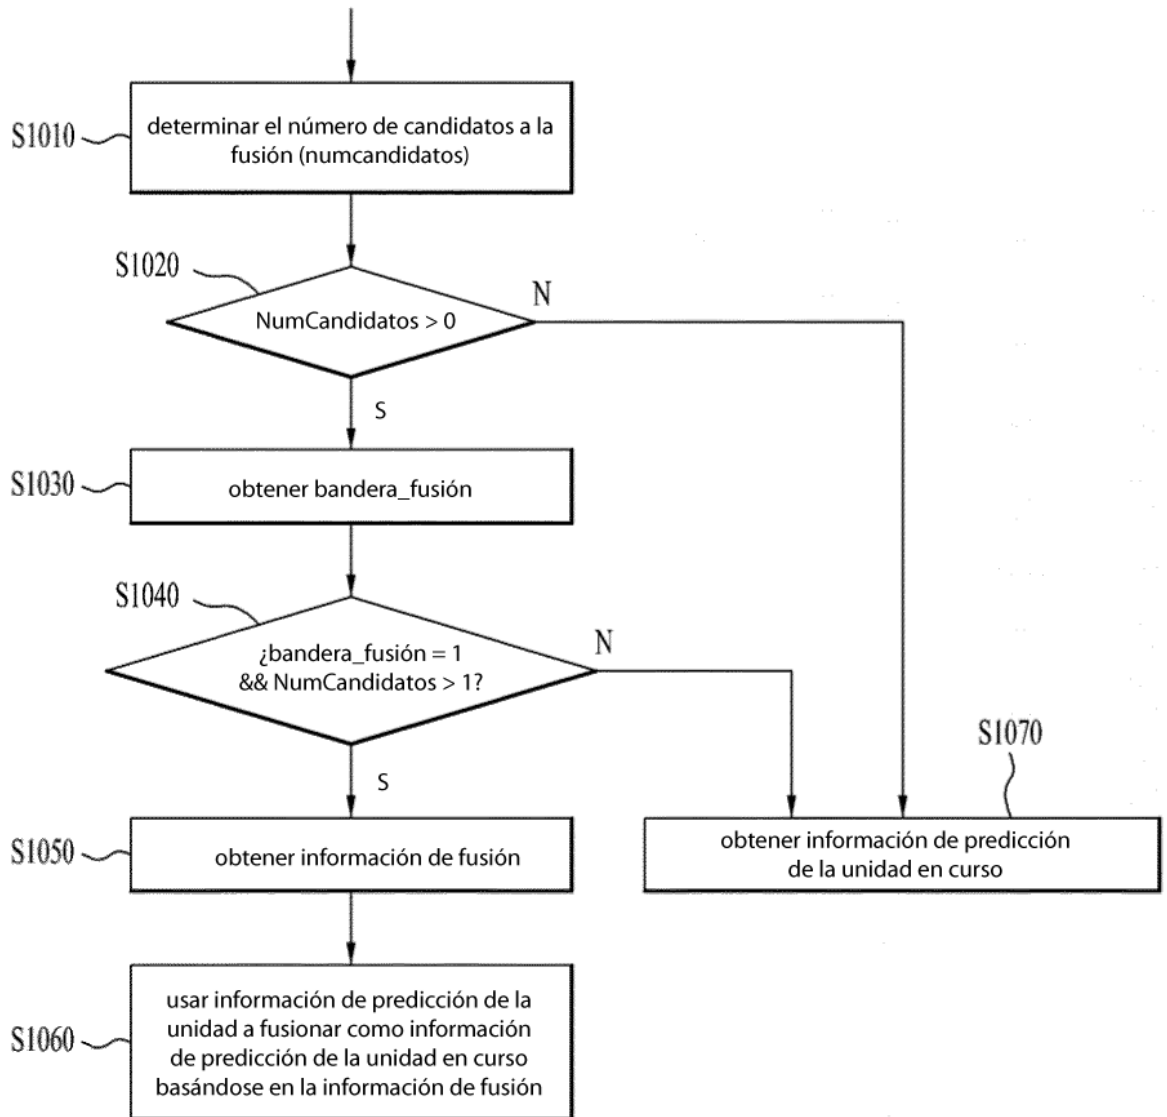 S1010
determinar el número de candidatos a la
fusión (numcandidatos)
S1020
NumCandidatos > 0
N
S
S1030
obtener bandera_fusión
S1040
¿bandera_fusión = 1
&& NumCandidatos > 1?
N
S
S1070
S1050
obtener información de fusión
obtener información de predicción
de la unidad en curso
S1060
usar información de predicción de la
unidad a fusionar como información
de predicción de la unidad en curso
basándose en la información de fusión